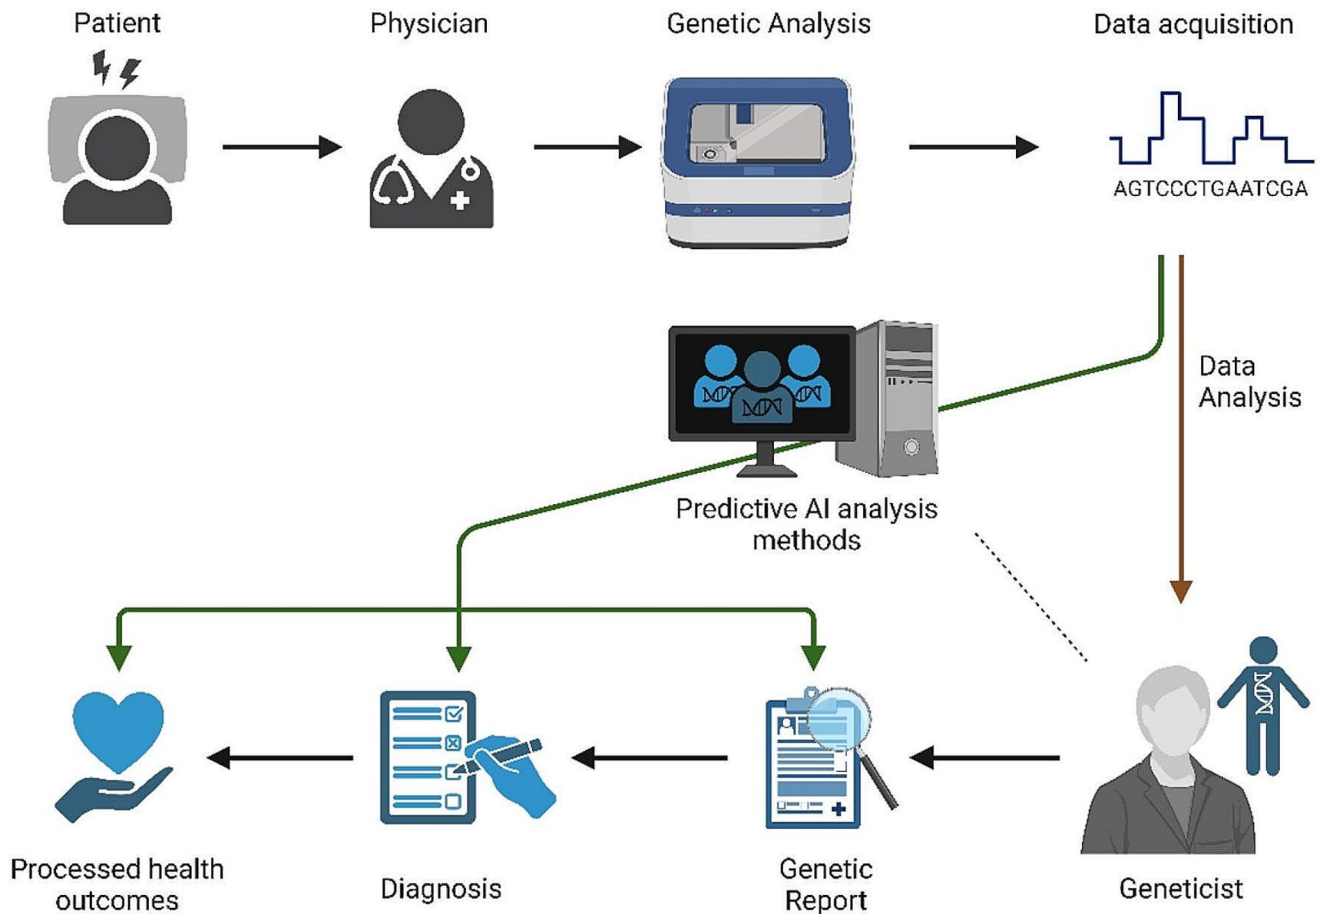 Patient
Physician
Genetic Analysis
Data acquisition
AGTCCCTGAATCGA
Data
Analysis
Predictive AI analysis
methods
Processed health
outcomes
Diagnosis
Genetic
Report
Geneticist